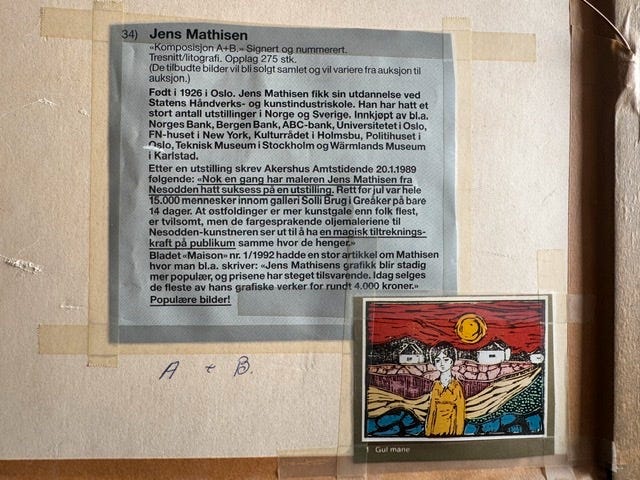 34) Jens Mathisen
«Komposisjon A+B.» Signert og nummerert.
Tresnitt/litografi. Opplag 275 stk.
(De tilbudte bilder vil bli solgt samlet og vil variere fra auksjon til
auksjon.)
Født i 1926 i Oslo. Jens Mathisen fikk sin utdannelse ved
Statens Håndverks- og kunstindustriskole. Han har hatt et
stort antall utstillinger i Norge og Sverige. Innkjøpt av bl.a.
Norges Bank, Bergen Bank, ABC-bank, Universitetet i Oslo,
FN-huset i New York, Kulturrådet i Holmsbu, Politihuset i
Oslo, Teknisk Museum i Stockholm og Wärmlands Museum
i Karlstad.
Etter en utstilling skrev Akershus Amtstidende 20.1.1989
følgende: «Nok en gang har maleren Jens Mathisen fra
Nesodden hatt suksess på en utstilling. Rett før jul var hele
15.000 mennesker innom galleri Solli Brug i Greåker på bare
14 dager. At østfoldinger er mer kunstgale enn folk flest,
er tvilsomt, men de fargesprakende oljemaleriene til
Nesodden-kunstneren ser ut til å ha en magisk tiltreknings-
kraft på publikum samme hvor de henger.»
Bladet «Maison» nr. 1/1992 hadde en stor artikkel om Mathisen
hvor man bl.a. skriver: «Jens Mathisens grafikk blir stadig
mer populær, og prisene har steget tilsvarende. Idag selges
de fleste av hans grafiske verker for rundt 4.000 kroner.»
Populære bilder!
A + B.
1 Gul måne